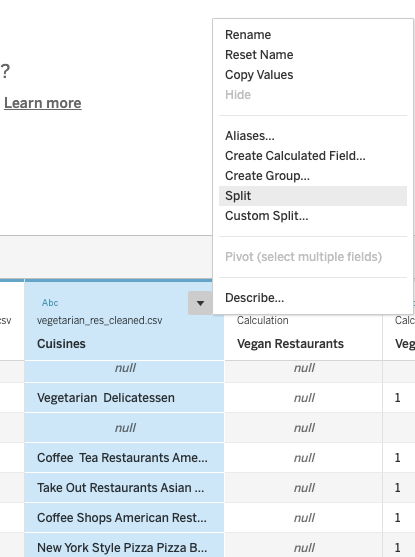 ?
Learn more
Rename
Reset Name
Copy Values
Hide
Aliases...
Create Calculated Field...
Create Group...
Split
Custom Split...
Pivot (select multiple fields)
Describe...
Abc
csv vegetarian_res_cleaned.csv Calculation Calc
Cuisines Vegan Restaurants Veg
null null
Vegetarian Delicatessen null 1
null null
Coffee Tea Restaurants Ame... null 1
Take Out Restaurants Asian ... null 1
Coffee Shops American Rest... null 1
New York Style Pizza Pizza B... null 1